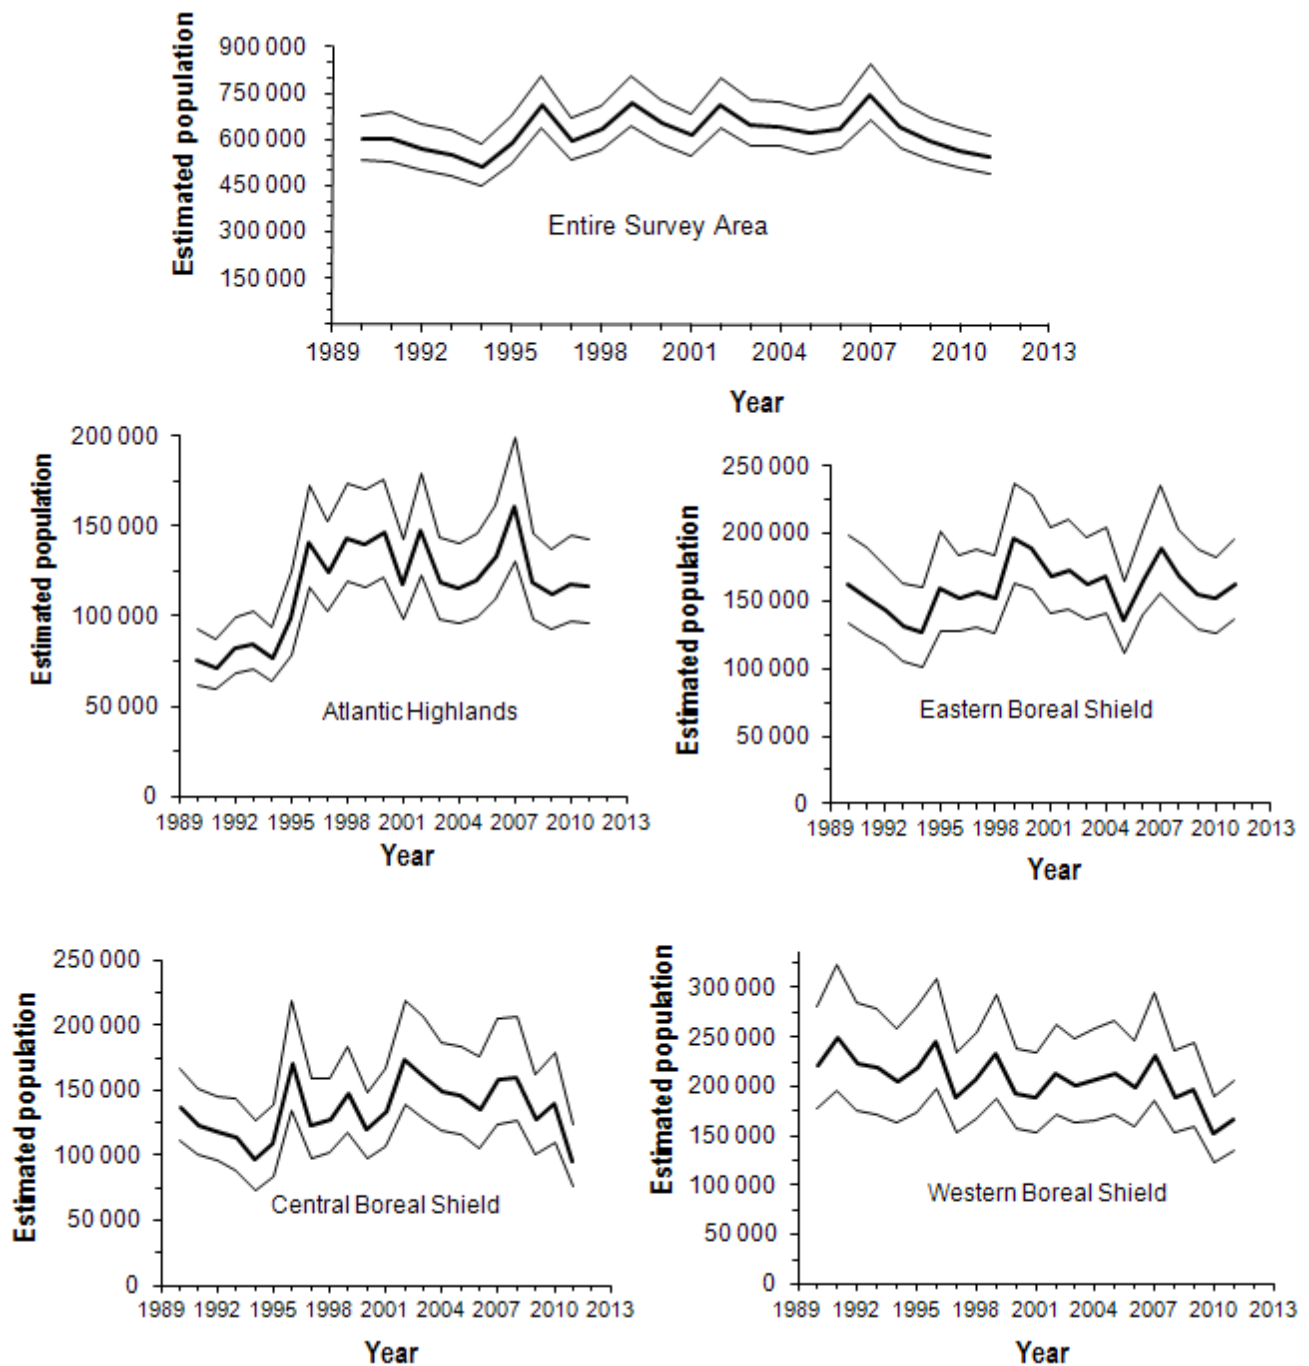 Estimated population
900 000
750 000
600 000
450 000
300 000
150 000
Entire Survey Area
1989 1992 1995 1998 2001 2004 2007 2010 2013
Year
Estimated population
200 000
150 000
100 000
50 000
0
Atlantic Highlands
1989 1992 1995 1998 2001 2004 2007 2010 2013
Year
Estimated population
250 000
200 000
150 000
100 000
50 000
0
Eastern Boreal Shield
1989 1992 1995 1998 2001 2004 2007 2010 2013
Year
Estimated population
250 000
200 000
150 000
100 000
50 000
0
Central Boreal Shield
1989 1992 1995 1998 2001 2004 2007 2010 2013
Year
Estimated population
300 000
250 000
200 000
150 000
100 000
50 000
0
Western Boreal Shield
1989 1992 1995 1998 2001 2004 2007 2010 2013
Year